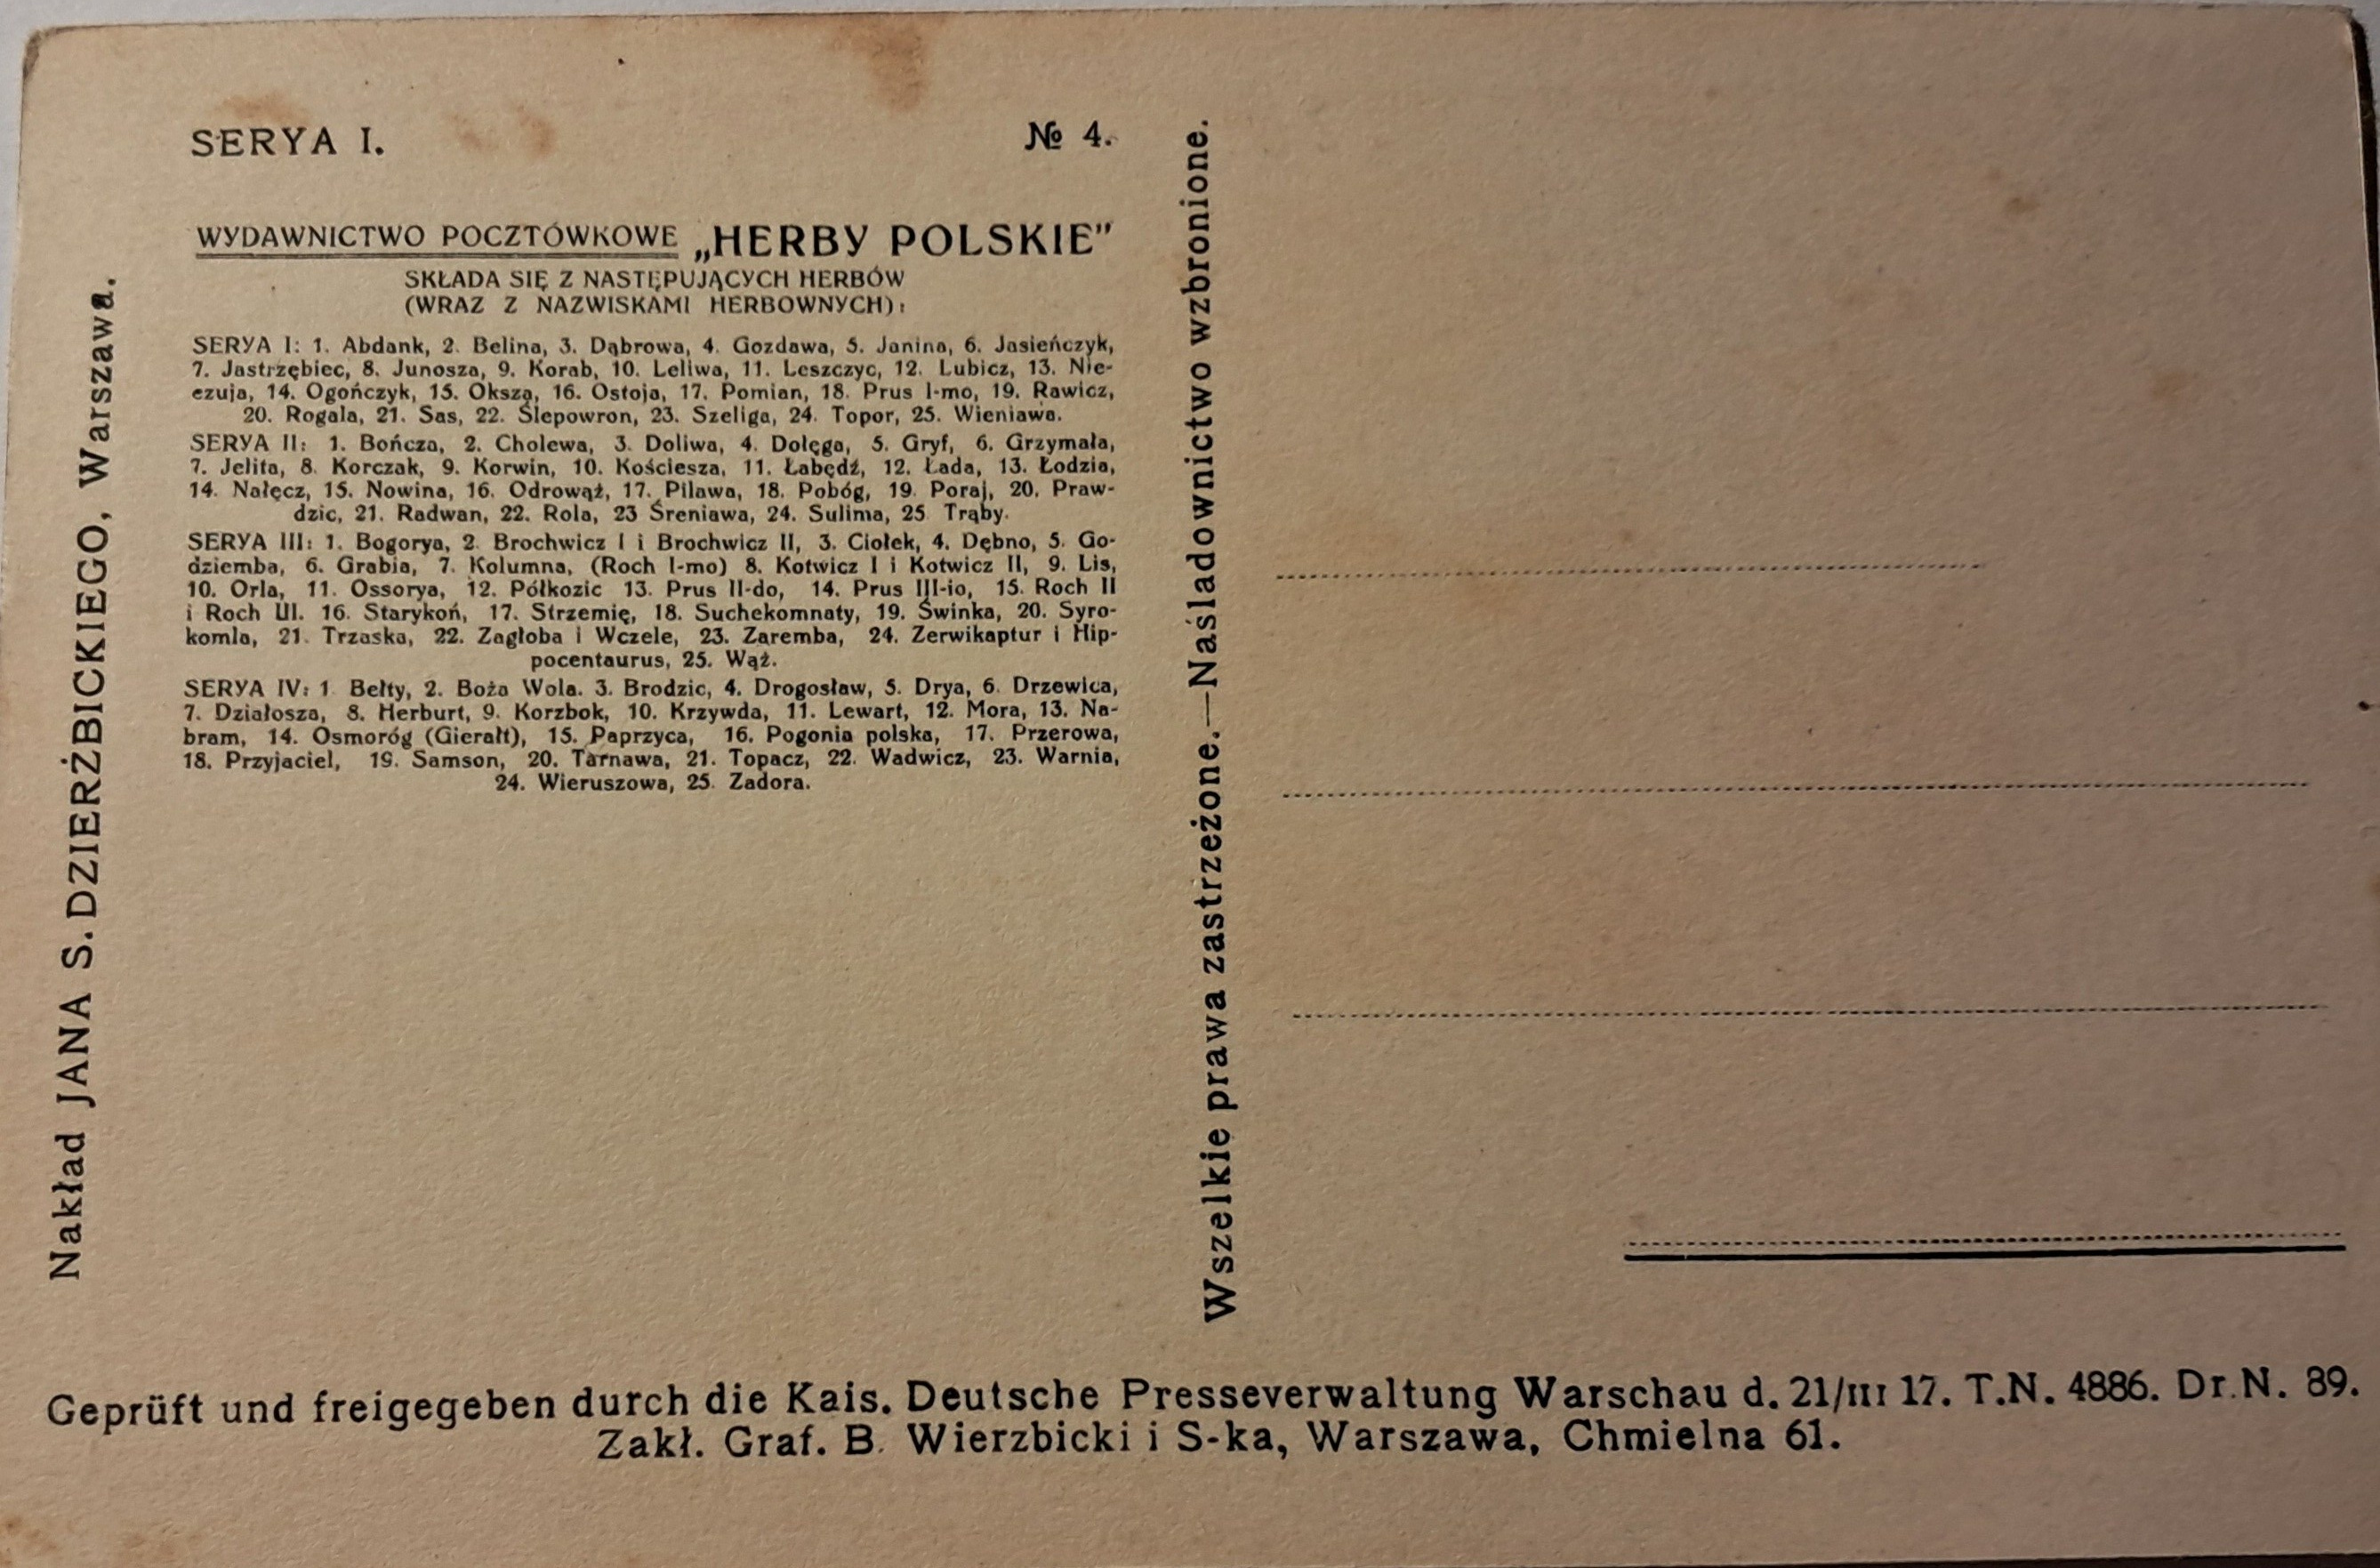 SERYA I.
№ 4.
WYDAWNICTWO POCZTÓWKOWE „HERBY POLSKIE"
SKŁADA SIĘ Z NASTĘPUJĄCYCH HERBÓW
(WRAZ Z NAZWISKAMI HERBOWNYCH):
SERYA I: 1. Abdank, 2. Belina, 3. Dąbrowa, 4. Gozdawa, 5. Janina, 6. Jasieńczyk,
7. Jastrzębiec, 8. Junosza, 9. Korab, 10. Leliwa, 11. Leszczyc, 12. Lubicz, 13. Nie-
czuja, 14. Ogończyk, 15. Oksza, 16. Ostoja, 17. Pomian, 18. Prus I-mo, 19. Rawicz,
20. Rogala, 21. Sas, 22. Ślepowron, 23. Szeliga, 24. Topor, 25. Wieniawa.
SERYA II: 1. Bończa, 2. Cholewa, 3. Doliwa, 4. Dołęga, 5. Gryf, 6. Grzymała,
7. Jelita, 8. Korczak, 9. Korwin, 10. Kościesza, 11. Łabędź, 12. Łada, 13. Łodzia,
14. Nałęcz, 15. Nowina, 16. Odrowąż, 17. Pilawa, 18. Pobóg, 19. Poraj, 20. Praw-
dzic, 21. Radwan, 22. Rola, 23 Śreniawa, 24. Sulima, 25 Trąby.
SERYA III: 1. Bogorya, 2. Brochwicz I i Brochwicz II, 3. Ciołek, 4. Dębno, 5. Go-
dziemba, 6. Grabia, 7. Kolumna, (Roch I-mo) 8. Kotwicz I i Kotwicz II, 9. Lis,
10. Orla, 11. Ossorya, 12. Półkozic 13. Prus II-do, 14. Prus III-io, 15. Roch II
i Roch III. 16. Starykoń, 17. Strzemię, 18. Suchekomnaty, 19. Świnka, 20. Syro-
komla, 21. Trzaska, 22. Zagłoba i Wczele, 23. Zaremba, 24. Zerwikaptur i Hip-
pocentaurus, 25. Wąż.
SERYA IV: 1 Bełty, 2. Boża Wola. 3. Brodzic, 4. Drogosław, 5. Drya, 6. Drzewica,
7. Działosza, 8. Herburt, 9. Korzbok, 10. Krzywda, 11. Lewart, 12. Mora, 13. Na-
bram, 14. Osmoróg (Gierałt), 15. Paprzyca, 16. Pogonia polska, 17. Przerowa,
18. Przyjaciel, 19. Samson, 20. Tarnawa, 21. Topacz, 22. Wadwicz, 23. Warnia,
24. Wieruszowa, 25. Zadora.
Nakład JANA S. DZIERŻBICKIEGO, Warszawa.
Wszelkie prawa zastrzeżone.—Naśladownictwo wzbronione.
Geprüft und freigegeben durch die Kais. Deutsche Presseverwaltung Warschau d. 21/III 17. T.N. 4886. Dr.N. 89.
Zakł. Graf. B. Wierzbicki i S-ka, Warszawa, Chmielna 61.